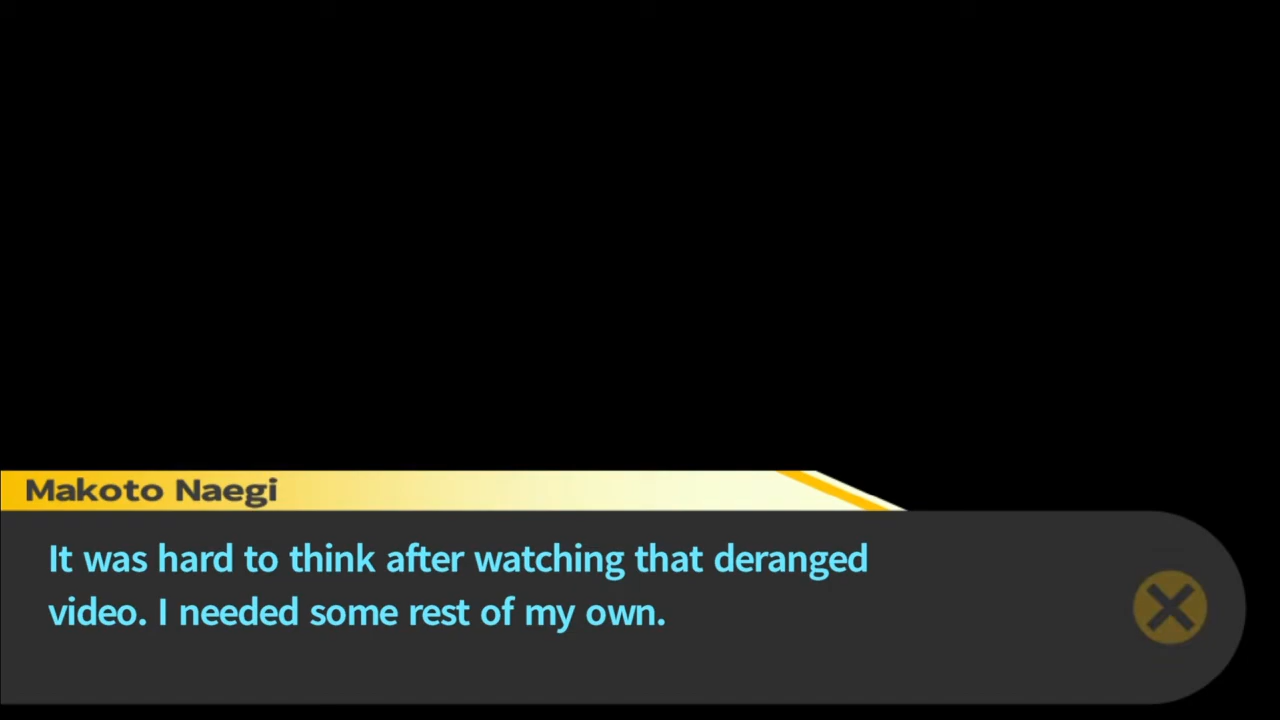 Makoto Naegi
It was hard to think after watching that deranged
video. I needed some rest of my own.